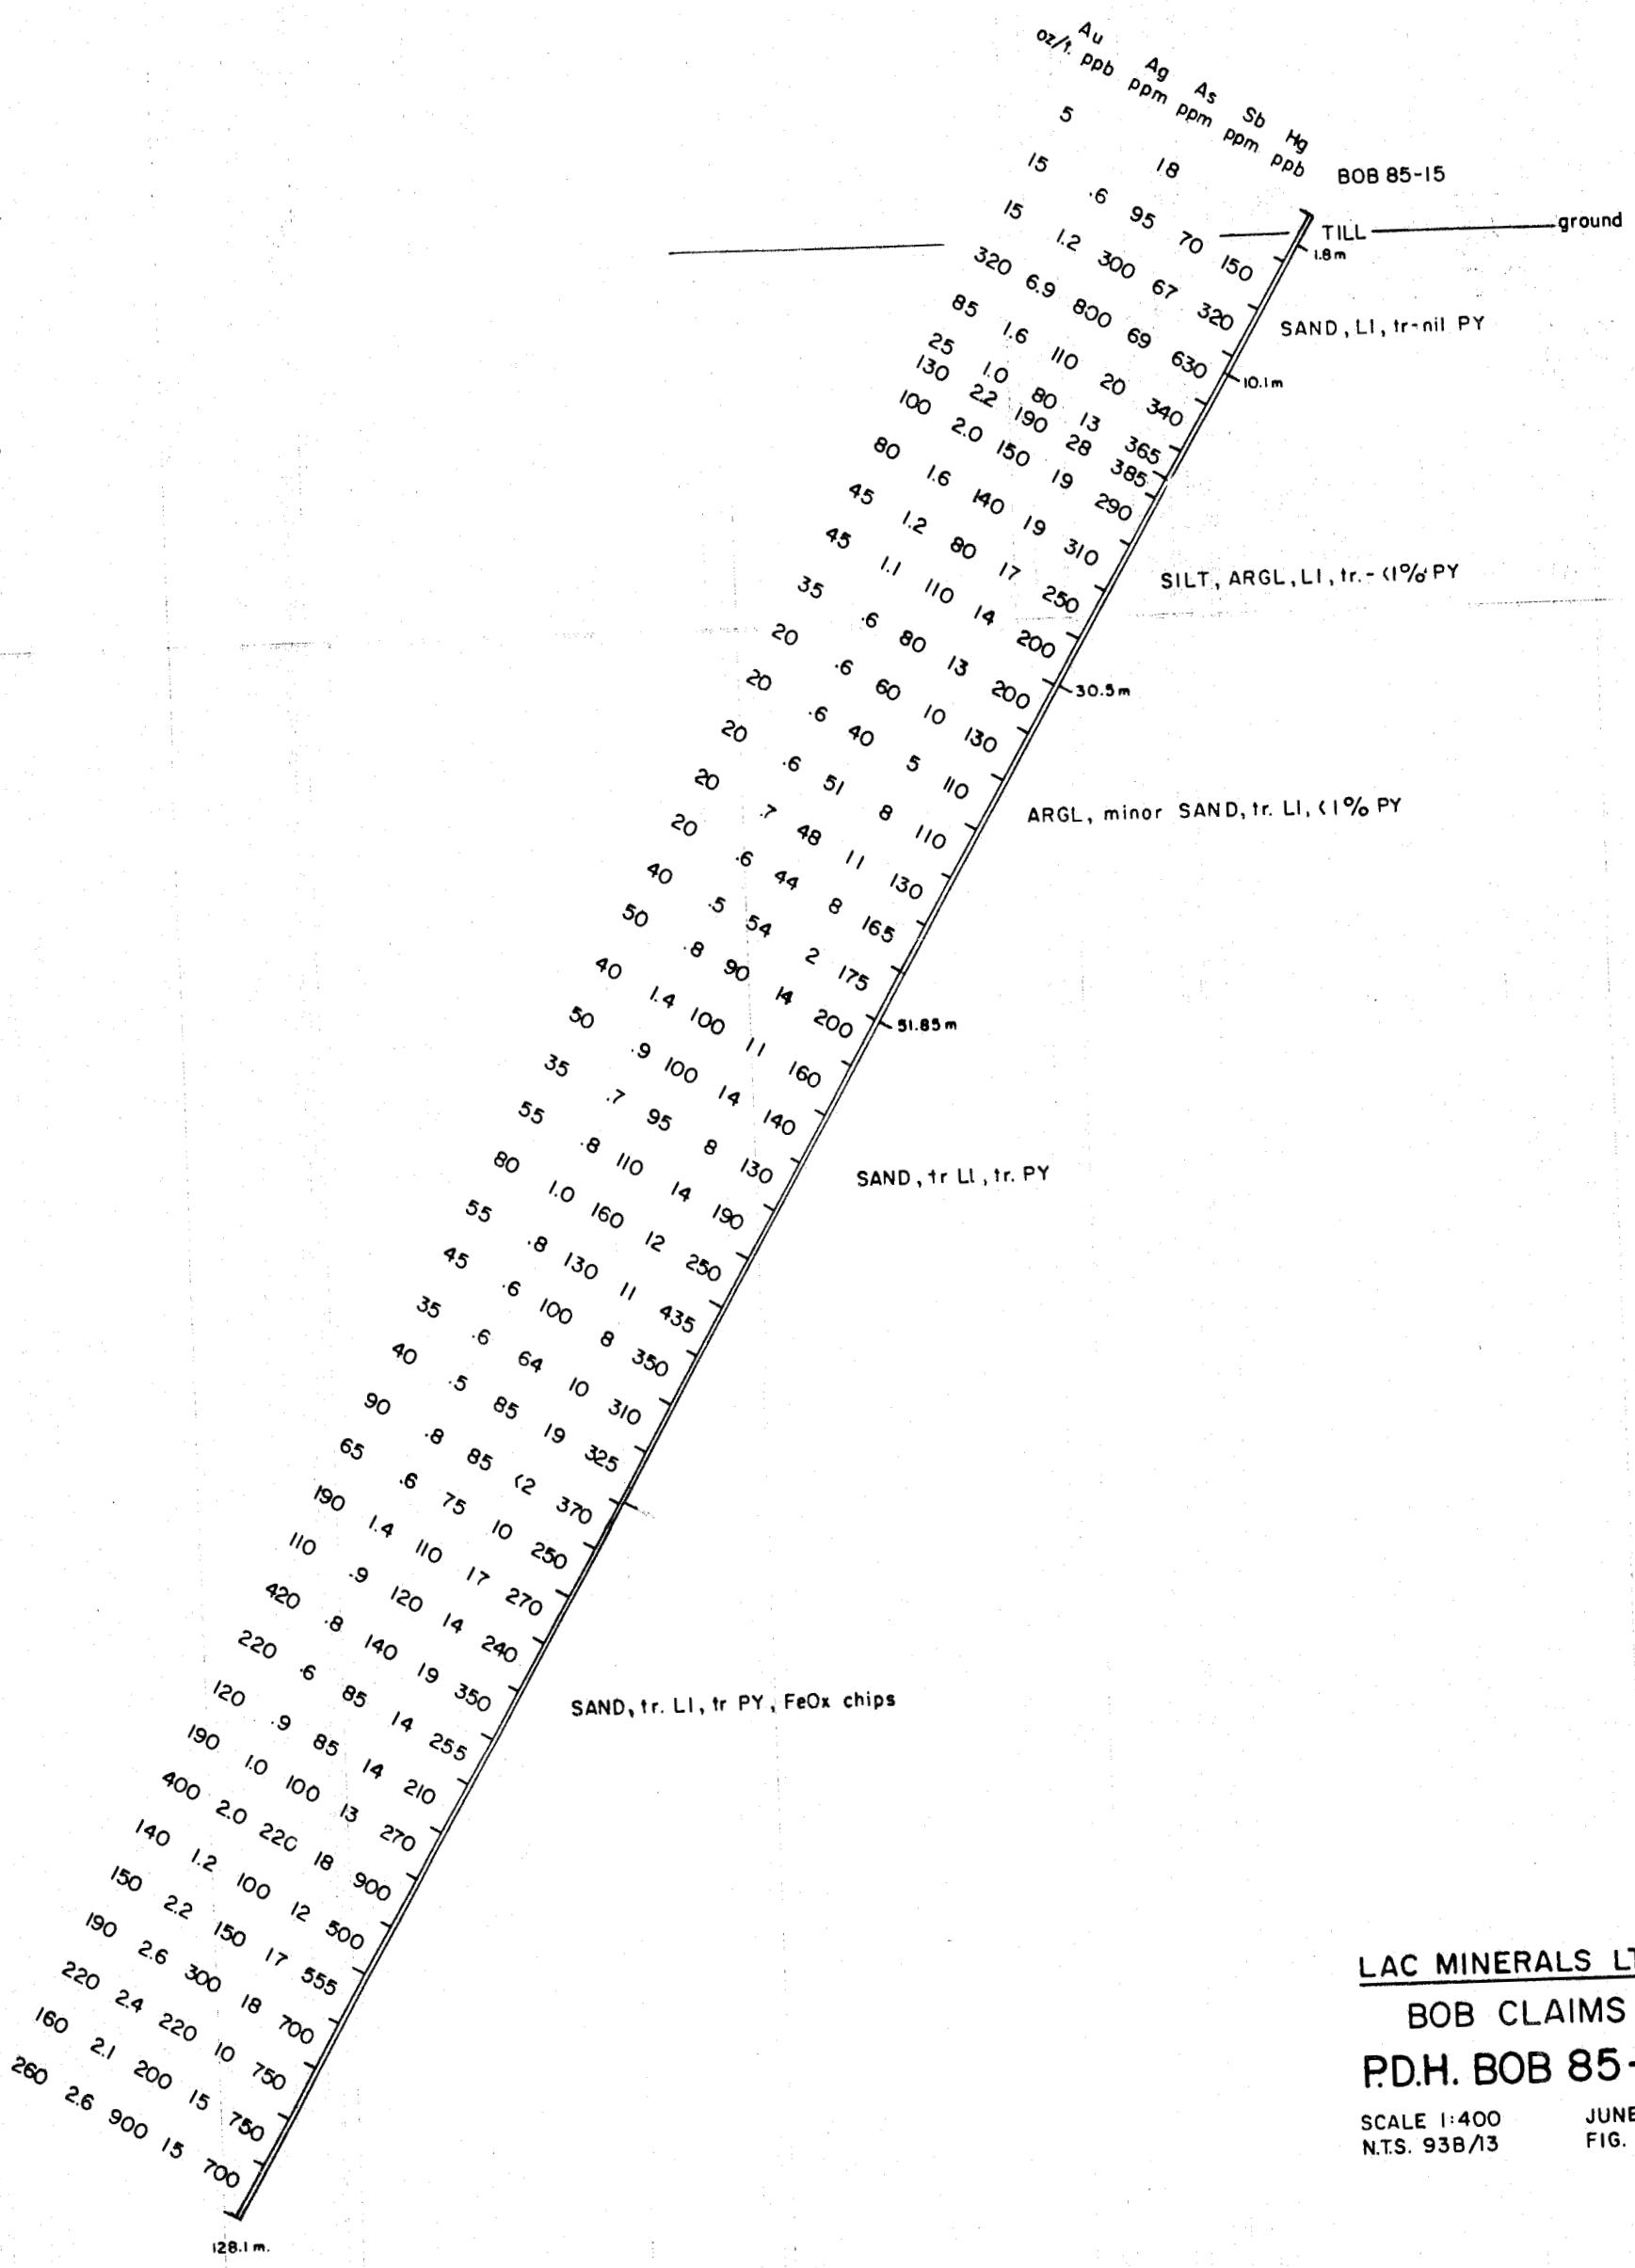 Au Ag As Sb Hg
oz/t. ppb ppm ppm ppm ppb
BOB 85-15
5 18
TILL ground
1.8m
15 .6 95 70 150
15 1.2 300 67 320
SAND, LI, tr-nil PY
320 6.9 800 69 630
10.1m
85 1.6 110 20 340
25 1.0 80 13 365
130 2.2 190 28 385
100 2.0 150 19 290
80 1.6 140 19 310
SILT, ARGL, LI, tr. - <1% PY
45 1.2 80 17 250
45 1.1 110 14 200
35 .6 80 13 200
30.5m
20 .6 60 10 130
20 .6 40 5 110
ARGL, minor SAND, tr. LI, <1% PY
20 .6 51 8 110
20 .7 48 11 130
20 .6 44 8 165
40 .5 54 2 175
50 .8 90 14 200
51.85m
40 1.4 100 11 160
50 .9 100 14 140
35 .7 95 8 130
SAND, tr LI, tr. PY
55 .8 110 14 190
80 1.0 160 12 250
55 .8 130 11 435
45 .6 100 8 350
35 .6 64 10 310
40 .5 85 19 325
90 .8 85 <2 370
65 .6 75 10 250
190 1.4 110 17 270
110 .9 120 14 240
420 .8 140 19 350
SAND, tr. LI, tr PY, FeOx chips
220 .6 85 14 255
120 .9 85 14 210
190 1.0 100 13 270
400 2.0 220 18 900
140 1.2 100 12 500
150 2.2 150 17 555
190 2.6 300 18 700
220 2.4 220 10 750
160 2.1 200 15 750
260 2.6 900 15 700
128.1m.
LAC MINERALS LT
BOB CLAIMS
P.D.H. BOB 85-
SCALE 1:400 JUNE
N.T.S. 93B/13 FIG.